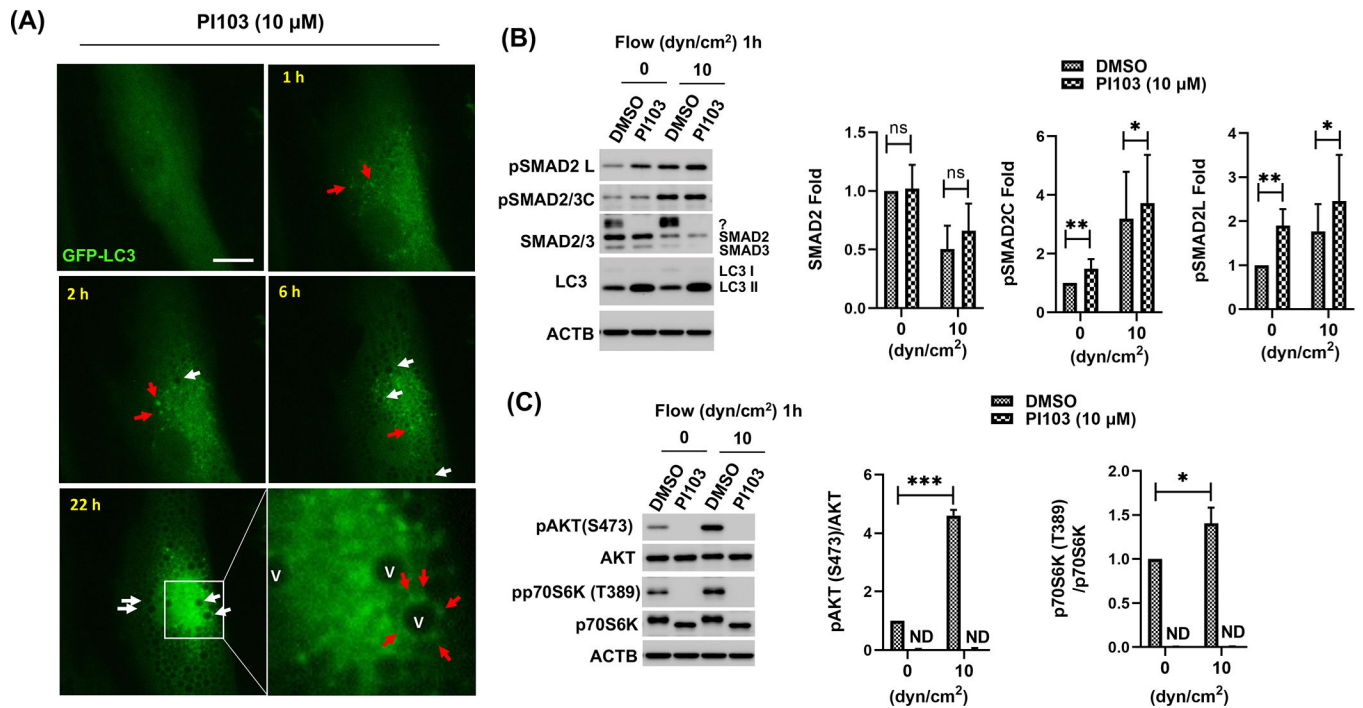 (A)
PI103 (10 µM)
1 h
GFP-LC3
2 h
6 h
22 h
V
V
V
(B)
Flow (dyn/cm²) 1h
0 10
DMSO PI103 DMSO PI103
pSMAD2 L
pSMAD2/3C
SMAD2/3
?
SMAD2
SMAD3
LC3
LC3 I
LC3 II
ACTB
DMSO
PI103 (10 µM)
SMAD2 Fold
1.5
1.0
0.5
0.0
ns
ns
0 10
(dyn/cm²)
pSMAD2C Fold
6
4
2
0
**
*
0 10
(dyn/cm²)
pSMAD2L Fold
4
3
2
1
0
**
*
0 10
(dyn/cm²)
(C)
Flow (dyn/cm²) 1h
0 10
DMSO PI103 DMSO PI103
pAKT(S473)
AKT
pp70S6K (T389)
p70S6K
ACTB
DMSO
PI103 (10 µM)
pAKT (S473)/AKT
6
4
2
0
***
ND
ND
0 10
(dyn/cm²)
p70S6K (T389)
/p70S6K
2.0
1.5
1.0
0.5
0.0
*
ND
ND
0 10
(dyn/cm²)